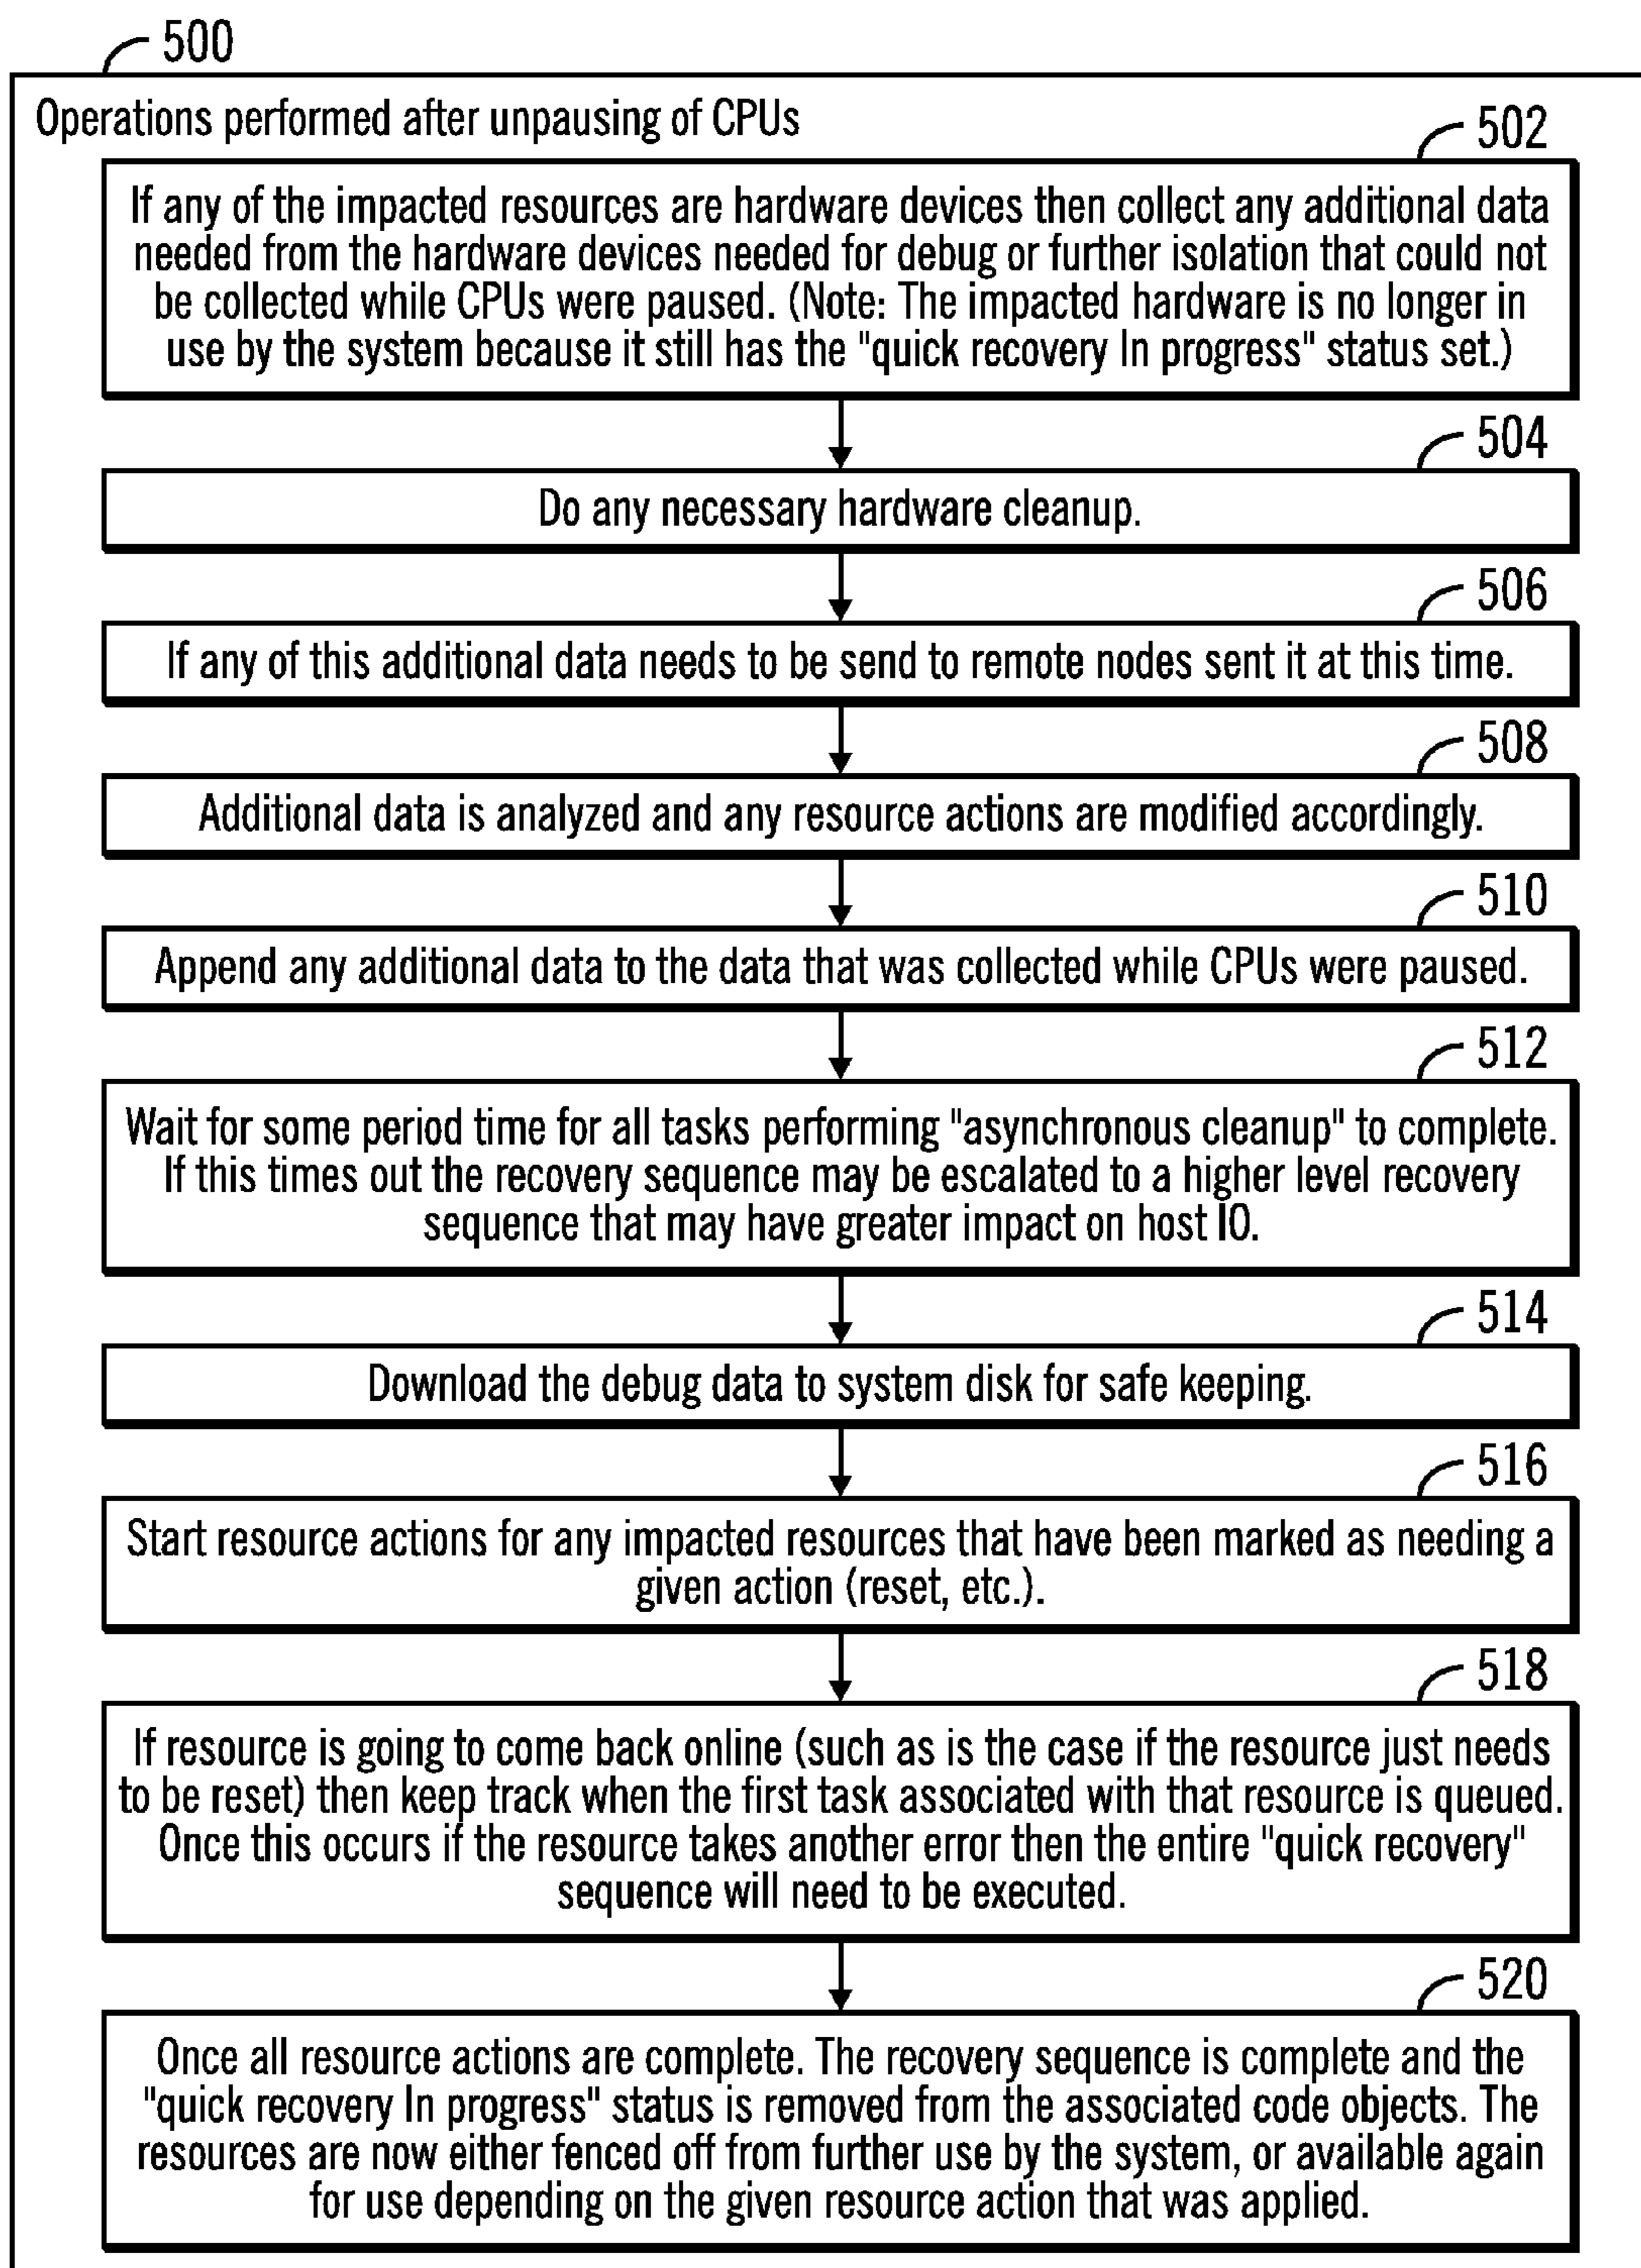 500
Operations performed after unpausing of CPUs
502
If any of the impacted resources are hardware devices then collect any additional data
needed from the hardware devices needed for debug or further isolation that could not
be collected while CPUs were paused. (Note: The impacted hardware is no longer in
use by the system because it still has the "quick recovery In progress" status set.)
504
Do any necessary hardware cleanup.
506
If any of this additional data needs to be send to remote nodes sent it at this time.
508
Additional data is analyzed and any resource actions are modified accordingly.
510
Append any additional data to the data that was collected while CPUs were paused.
512
Wait for some period time for all tasks performing "asynchronous cleanup" to complete.
If this times out the recovery sequence may be escalated to a higher level recovery
sequence that may have greater impact on host IO.
514
Download the debug data to system disk for safe keeping.
516
Start resource actions for any impacted resources that have been marked as needing a
given action (reset, etc.).
518
If resource is going to come back online (such as is the case if the resource just needs
to be reset) then keep track when the first task associated with that resource is queued.
Once this occurs if the resource takes another error then the entire "quick recovery"
sequence will need to be executed.
520
Once all resource actions are complete. The recovery sequence is complete and the
"quick recovery In progress" status is removed from the associated code objects. The
resources are now either fenced off from further use by the system, or available again
for use depending on the given resource action that was applied.